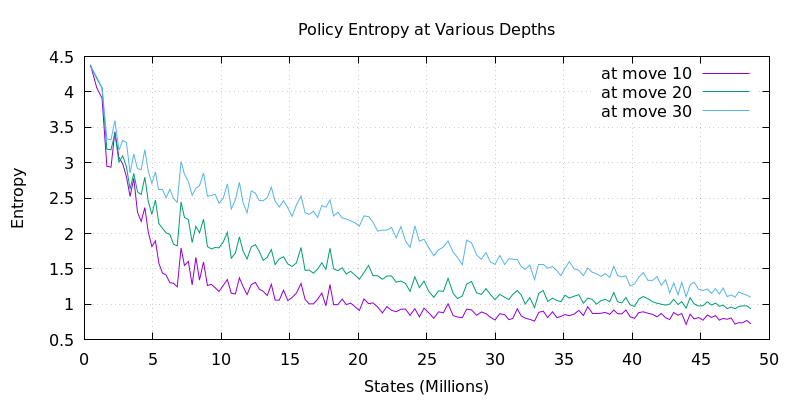 Policy Entropy at Various Depths
4.5
4
3.5
3
2.5
2
1.5
1
0.5
Entropy
at move 10
at move 20
at move 30
0 5 10 15 20 25 30 35 40 45 50
States (Millions)